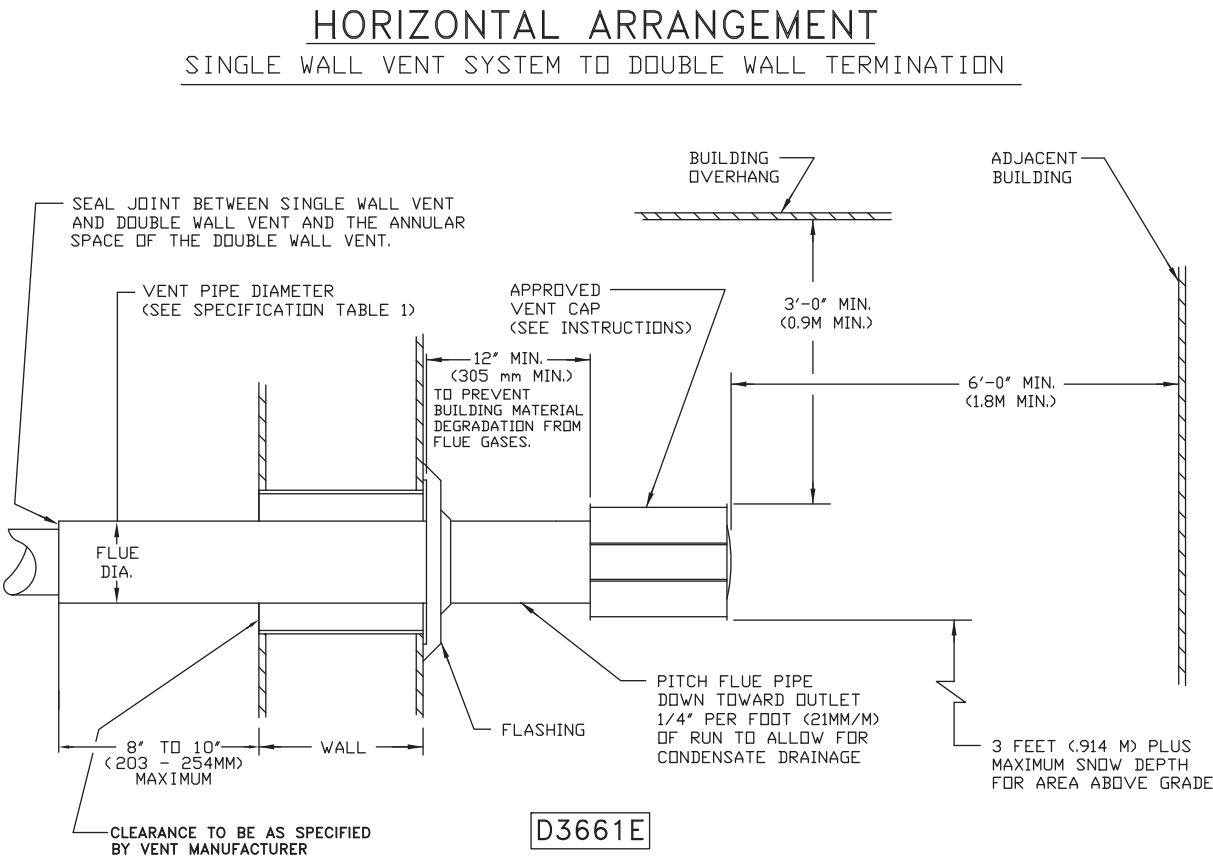 HORIZONTAL ARRANGEMENT
SINGLE WALL VENT SYSTEM TO DOUBLE WALL TERMINATION
BUILDING
OVERHANG
ADJACENT
BUILDING
SEAL JOINT BETWEEN SINGLE WALL VENT
AND DOUBLE WALL VENT AND THE ANNULAR
SPACE OF THE DOUBLE WALL VENT.
VENT PIPE DIAMETER
(SEE SPECIFICATION TABLE 1)
APPROVED
VENT CAP
(SEE INSTRUCTIONS)
3'-0" MIN.
(0.9M MIN.)
12" MIN.
(305 mm MIN.)
TO PREVENT
BUILDING MATERIAL
DEGRADATION FROM
FLUE GASES.
6'-0" MIN.
(1.8M MIN.)
FLUE
DIA.
PITCH FLUE PIPE
DOWN TOWARD OUTLET
1/4" PER FOOT (21MM/M)
OF RUN TO ALLOW FOR
CONDENSATE DRAINAGE
FLASHING
8" TO 10"
(203 - 254MM)
MAXIMUM
WALL
3 FEET (.914 M) PLUS
MAXIMUM SNOW DEPTH
FOR AREA ABOVE GRADE
CLEARANCE TO BE AS SPECIFIED
BY VENT MANUFACTURER
D3661E